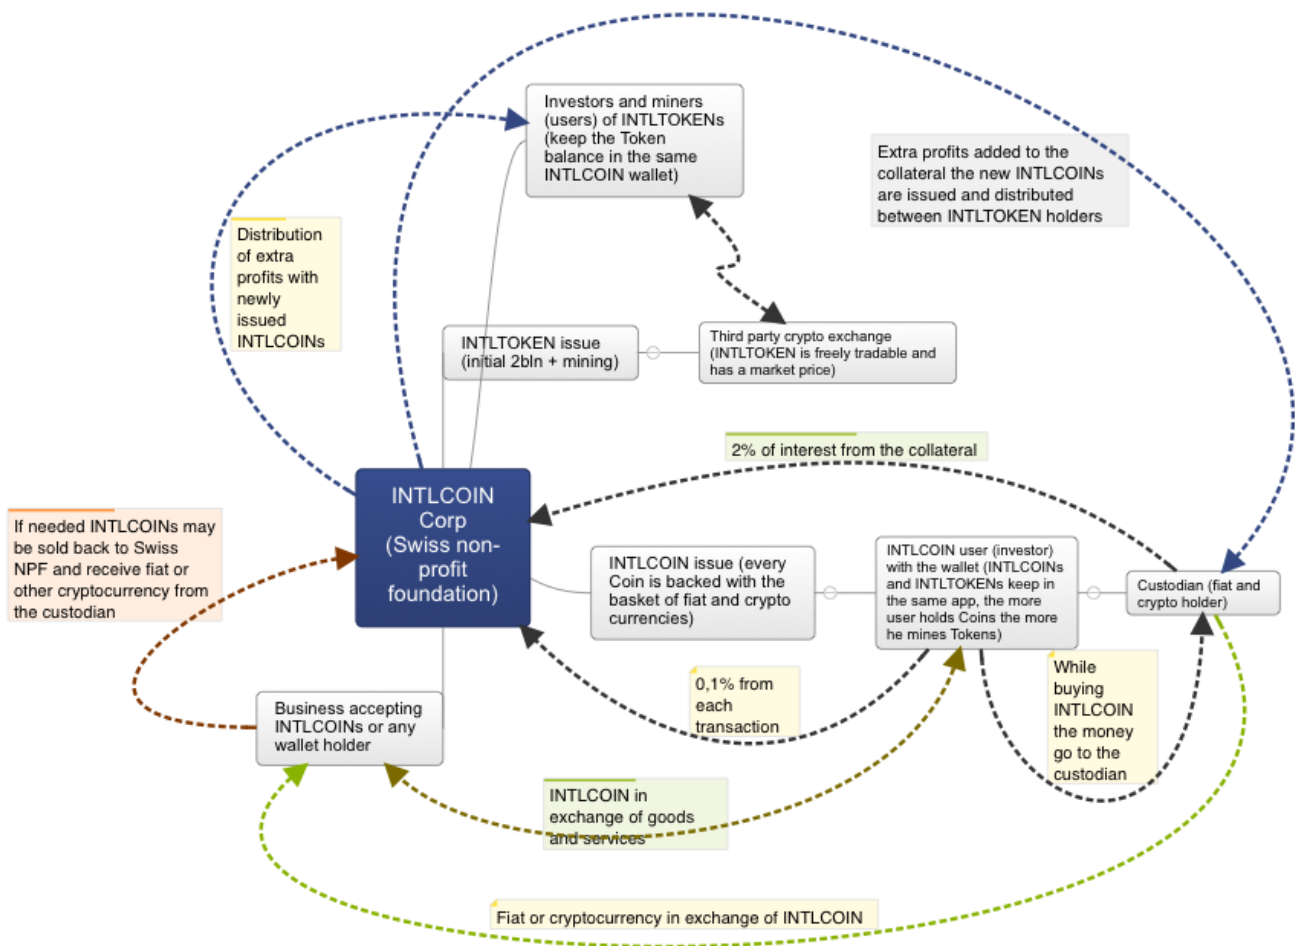 Investors and miners
(users) of INTLTOKENs
(keep the Token
balance in the same
INTLCOIN wallet)
Extra profits added to the
collateral the new INTLCOINs
are issued and distributed
between INTLTOKEN holders
Distribution
of extra
profits with
newly
issued
INTLCOINs
INTLTOKEN issue
(initial 2bln + mining)
Third party crypto exchange
(INTLTOKEN is freely tradable and
has a market price)
2% of interest from the collateral
INTLCOIN
Corp
(Swiss non-
profit
foundation)
If needed INTLCOINs may
be sold back to Swiss
NPF and receive fiat or
other cryptocurrency from
the custodian
INTLCOIN issue (every
Coin is backed with the
basket of fiat and crypto
currencies)
INTLCOIN user (investor)
with the wallet (INTLCOINs
and INTLTOKENs keep in
the same app, the more
user holds Coins the more
he mines Tokens)
Custodian (fiat and
crypto holder)
0,1% from
each
transaction
While
buying
INTLCOIN
the money
go to the
custodian
Business accepting
INTLCOINs or any
wallet holder
INTLCOIN in
exchange of goods
and services
Fiat or cryptocurrency in exchange of INTLCOIN